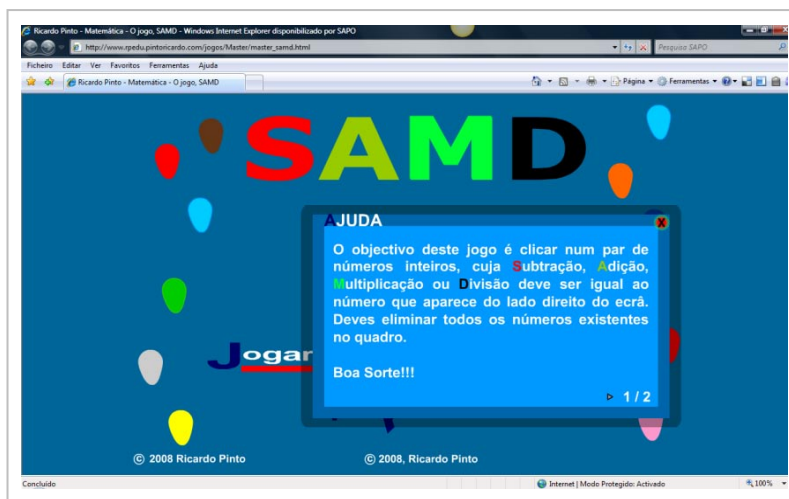 Ricardo Pinto - Matemática - O jogo, SAMD - Windows Internet Explorer disponibilizado por SAPO
http://www.rpedu.pintoricardo.com/jogos/Master/master_samd.html
Pesquisa SAPO
Ficheiro Editar Ver Favoritos Ferramentas Ajuda
Ricardo Pinto - Matemática - O jogo, SAMD
Página Ferramentas
SAMD
AJUDA
X
O objectivo deste jogo é clicar num par de
números inteiros, cuja Subtração, Adição,
Multiplicação ou Divisão deve ser igual ao
número que aparece do lado direito do ecrã.
Deves eliminar todos os números existentes
no quadro.
Jogar
Boa Sorte!!!
1 / 2
© 2008 Ricardo Pinto
© 2008, Ricardo Pinto
Concluído
Internet | Modo Protegido: Activado
100%